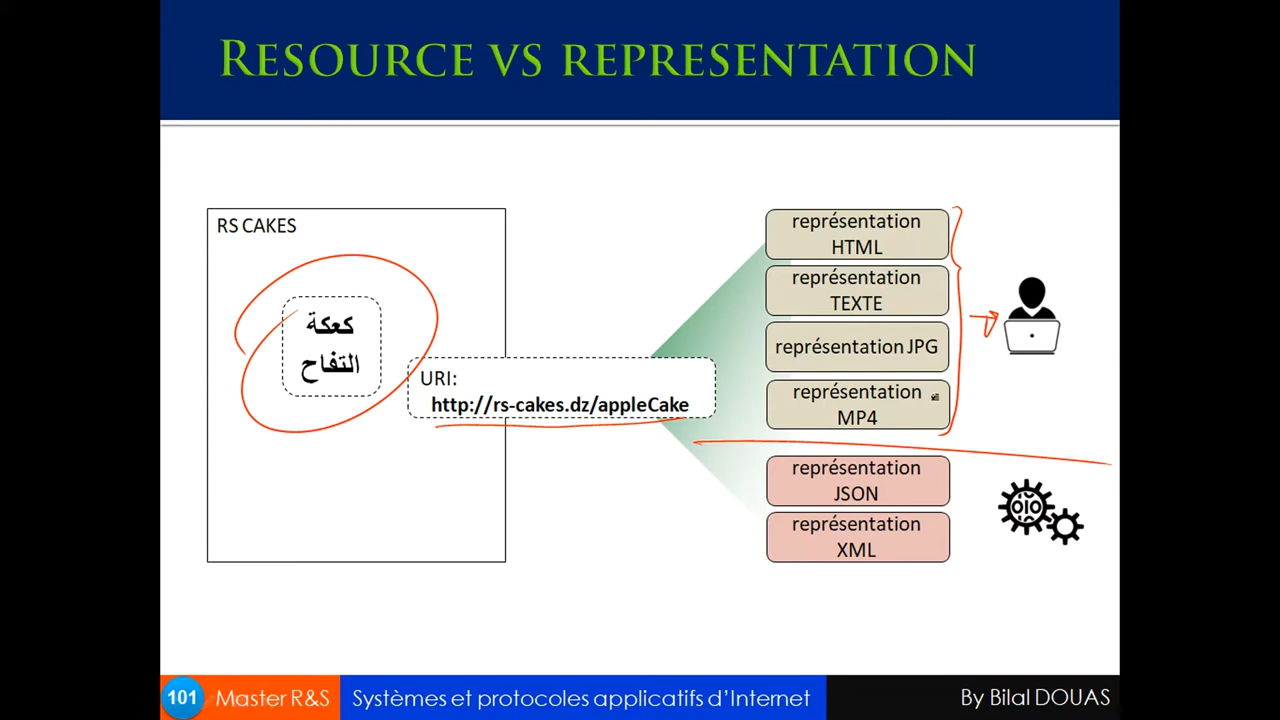 RESOURCE VS REPRESENTATION
RS CAKES
كعكة
التفاح
URI:
http://rs-cakes.dz/appleCake
représentation
HTML
représentation
TEXTE
représentation JPG
représentation
MP4
représentation
JSON
représentation
XML
101 Master R&S Systèmes et protocoles applicatifs d'Internet By Bilal DOUAS